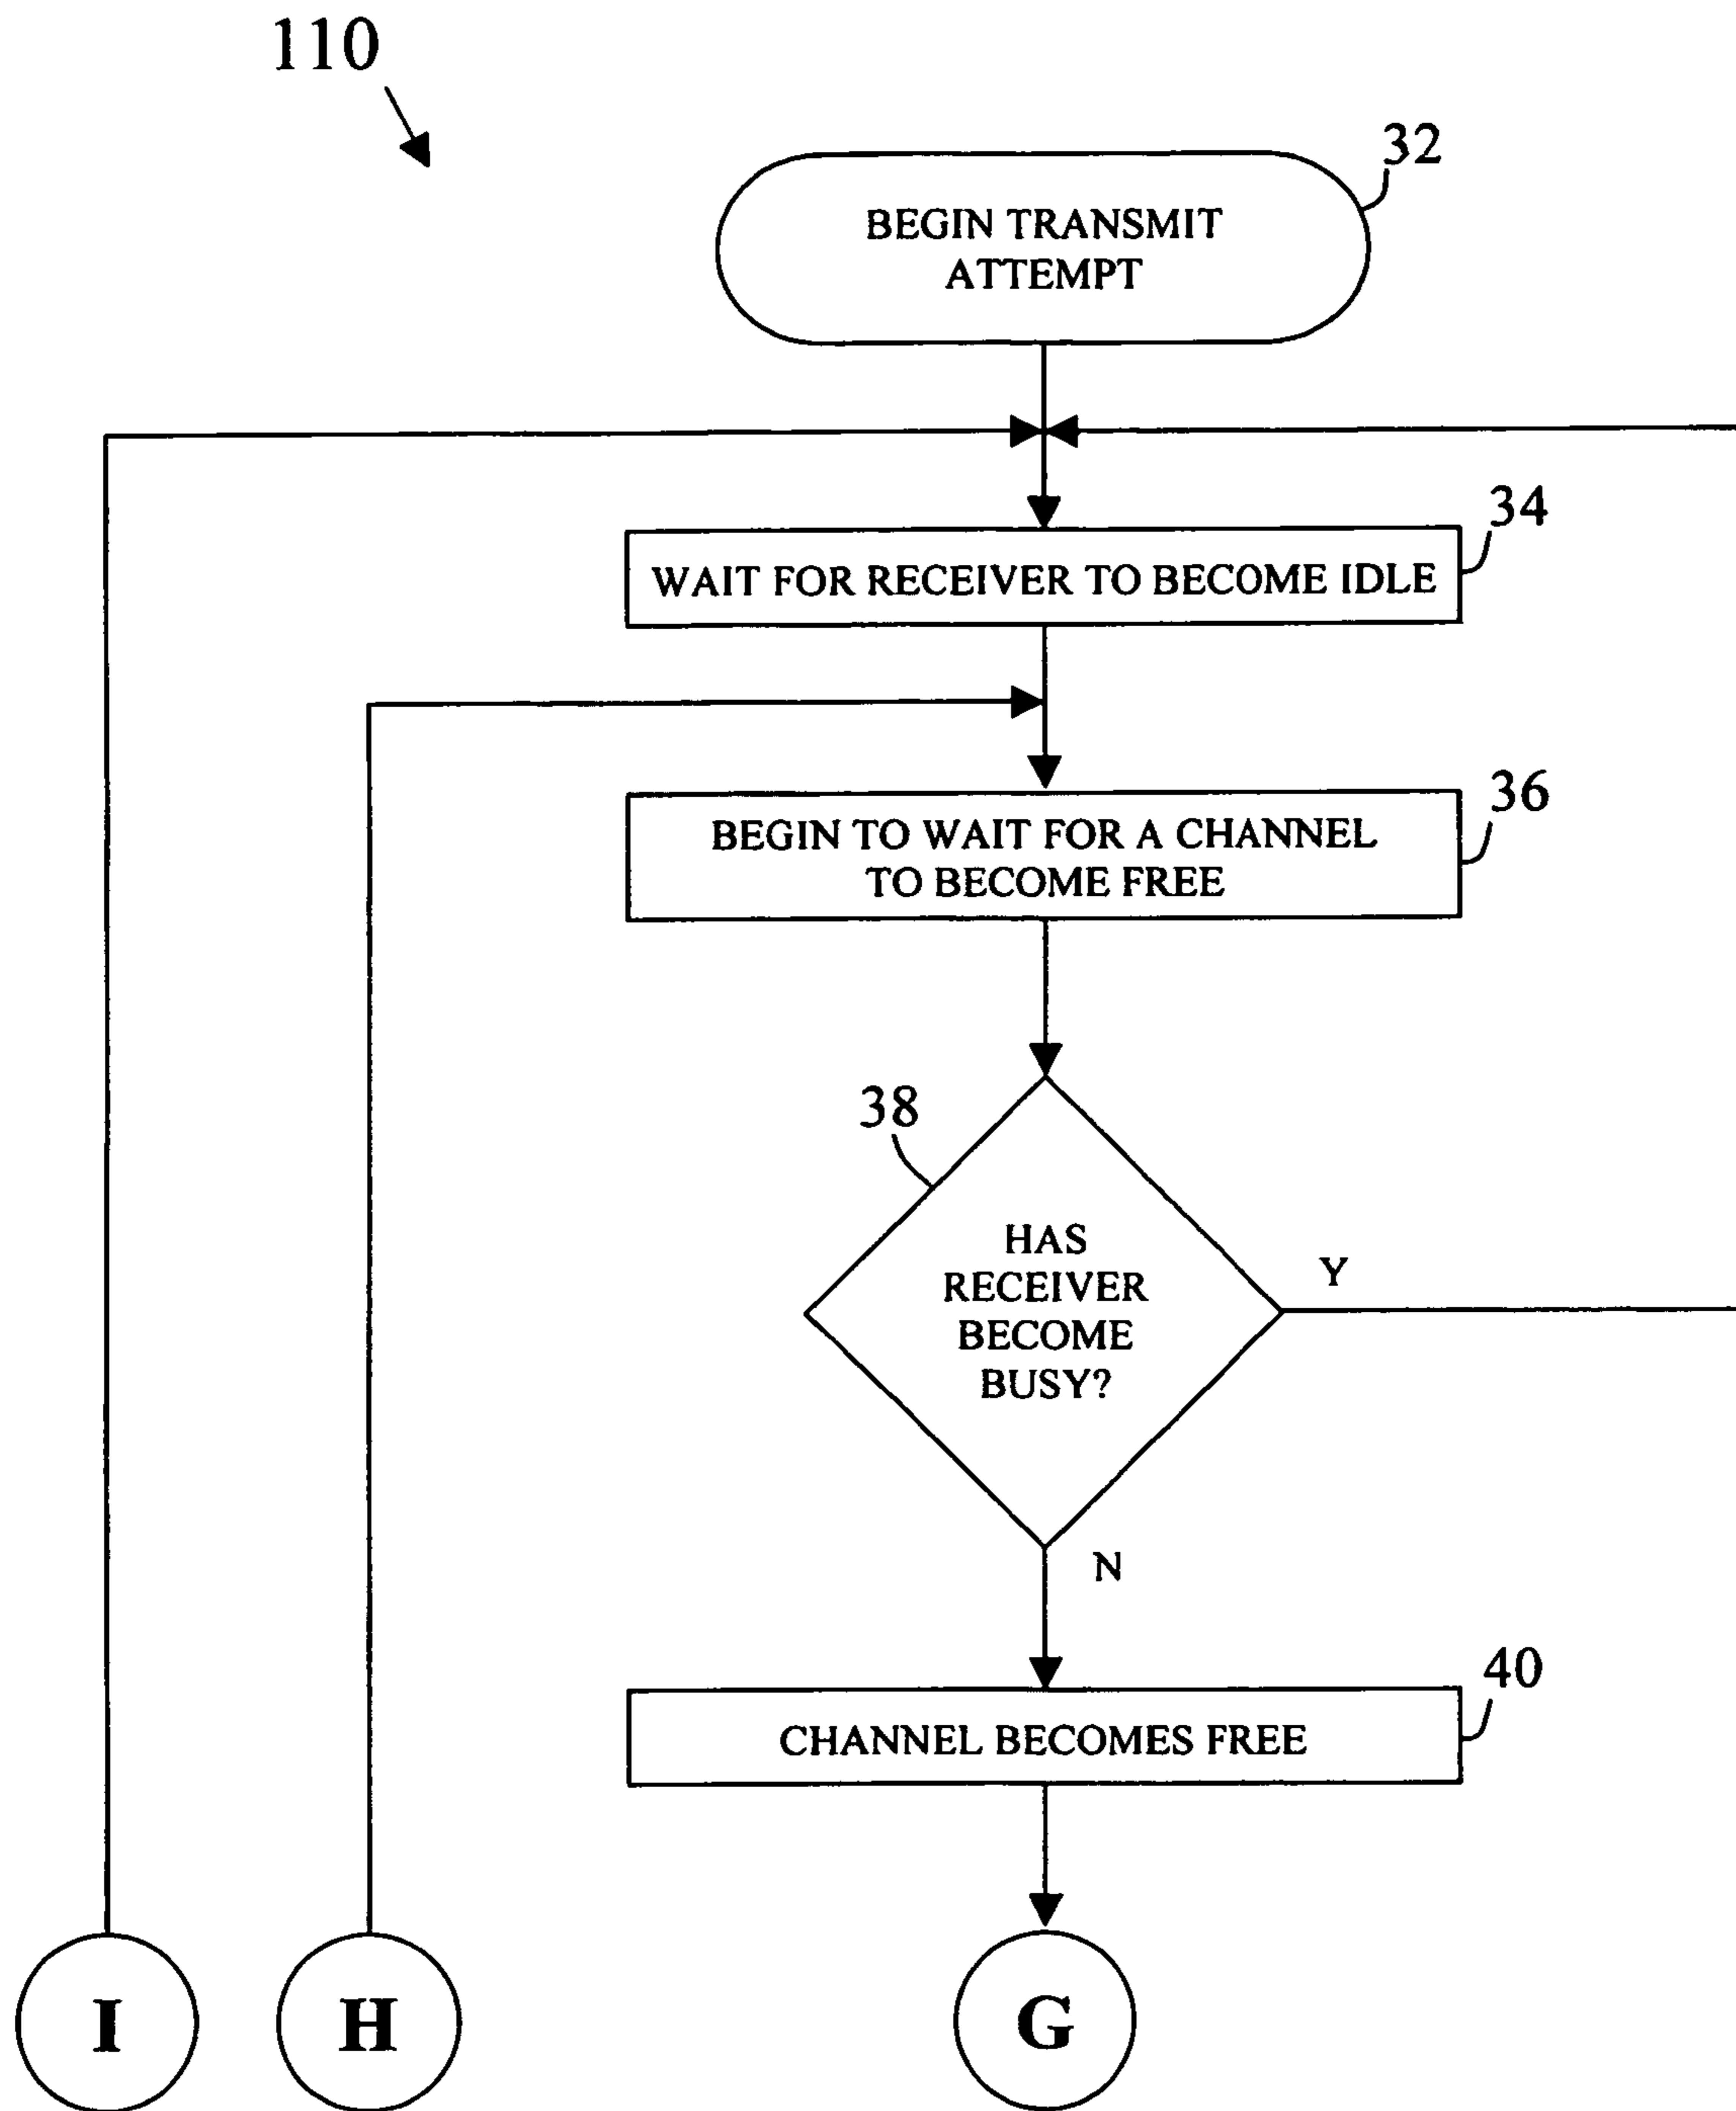 110
32
BEGIN TRANSMIT
ATTEMPT
34
WAIT FOR RECEIVER TO BECOME IDLE
36
BEGIN TO WAIT FOR A CHANNEL
TO BECOME FREE
38
HAS
RECEIVER
BECOME
BUSY?
Y
N
40
CHANNEL BECOMES FREE
I
H
G